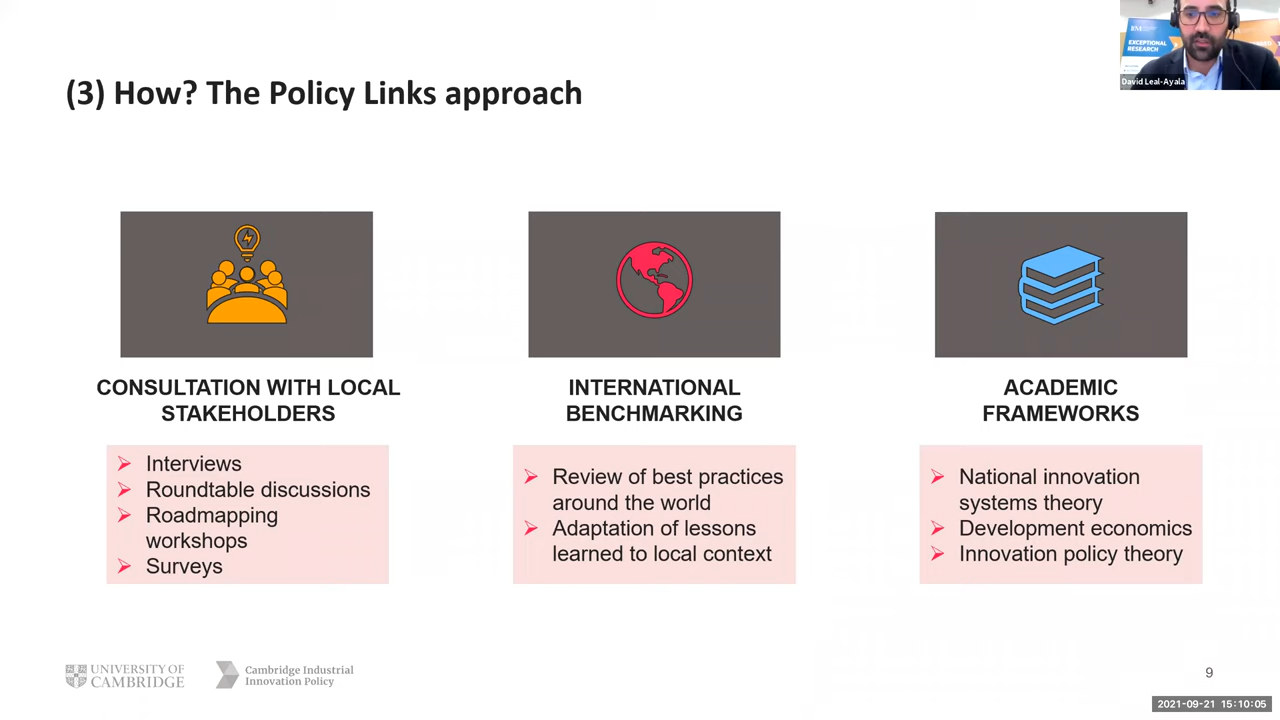 (3) How? The Policy Links approach
EXCEPTIONAL
RESEARCH
David Leal-Ayala
CONSULTATION WITH LOCAL
STAKEHOLDERS
➢ Interviews
➢ Roundtable discussions
➢ Roadmapping
workshops
➢ Surveys
INTERNATIONAL
BENCHMARKING
➢ Review of best practices
around the world
➢ Adaptation of lessons
learned to local context
ACADEMIC
FRAMEWORKS
➢ National innovation
systems theory
➢ Development economics
➢ Innovation policy theory
UNIVERSITY OF
CAMBRIDGE
Cambridge Industrial
Innovation Policy
9
2021-09-21 15:10:05